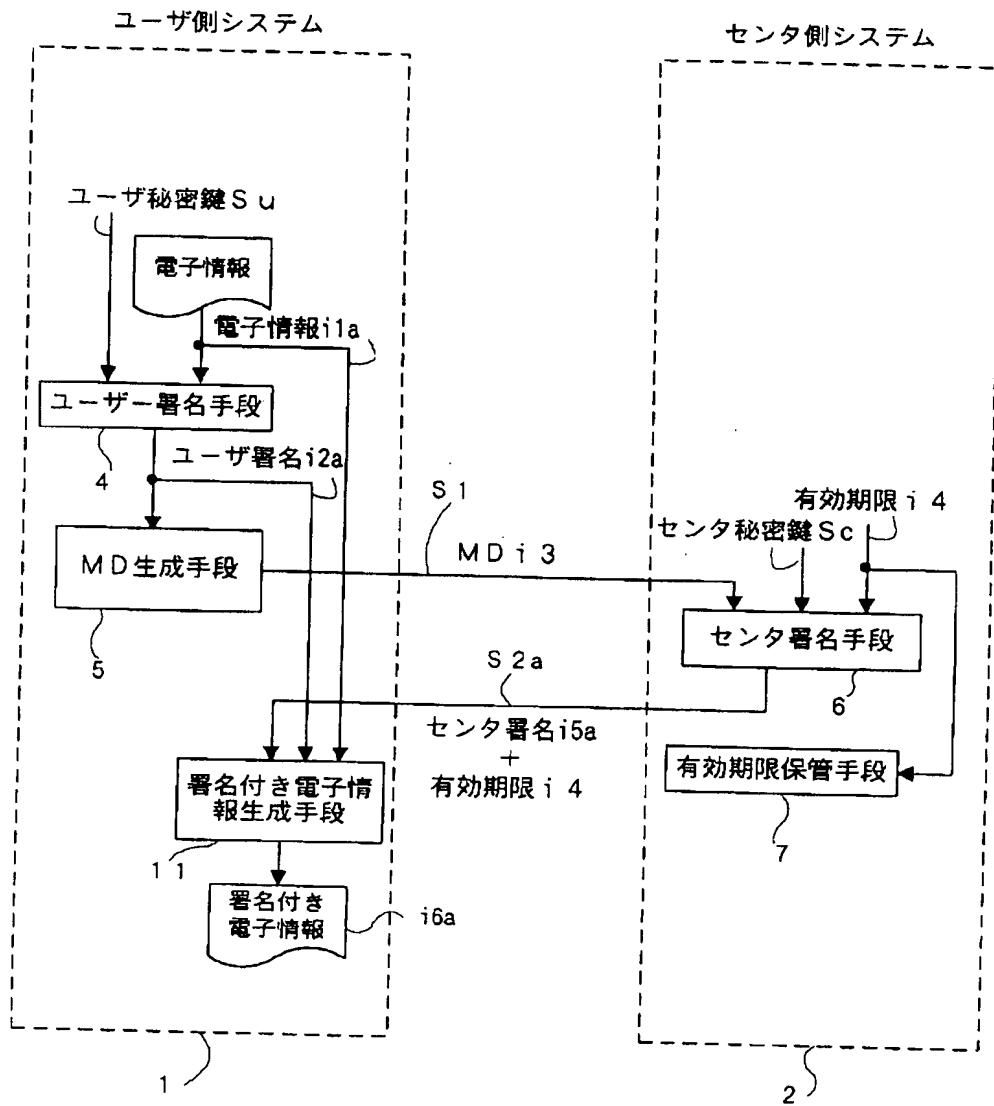 ユーザ側システム
センタ側システム
ユーザ秘密鍵Ｓｕ
電子情報
電子情報i1a
ユーザー署名手段
4
ユーザ署名i2a
Ｓ１
有効期限ｉ４
センタ秘密鍵Sc
ＭＤ生成手段
ＭＤｉ３
5
センタ署名手段
6
Ｓ２a
センタ署名i5a
＋
有効期限ｉ４
署名付き電子情
報生成手段
１１
有効期限保管手段
7
署名付き
電子情報
i6a
1
2